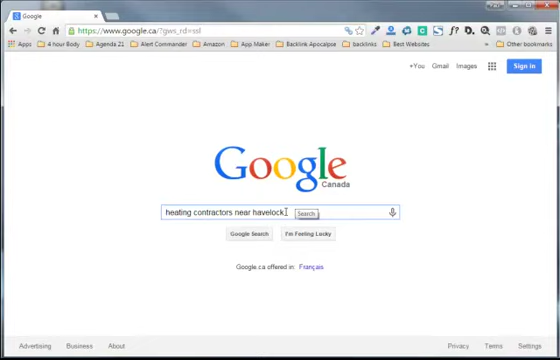 Google
https://www.google.ca/?gws_rd=ssl
Apps 4 hour Body Agenda 21 Alert Commander Amazon App Maker Backlink Apocalypse backlinks Best Websites » Other bookmarks
+You Gmail Images Sign in
Google
Canada
heating contractors near havelock Search
Google Search I'm Feeling Lucky
Google.ca offered in: Français
Advertising Business About Privacy Terms Settings